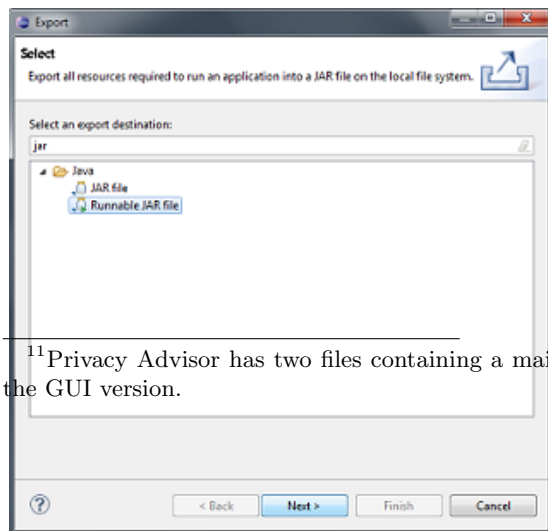 Export
Select
Export all resources required to run an application into a JAR file on the local file system.
Select an export destination:
jar
Java
JAR file
Runnable JAR file
11Privacy Advisor has two files containing a mai
the GUI version.
? < Back Next > Finish Cancel